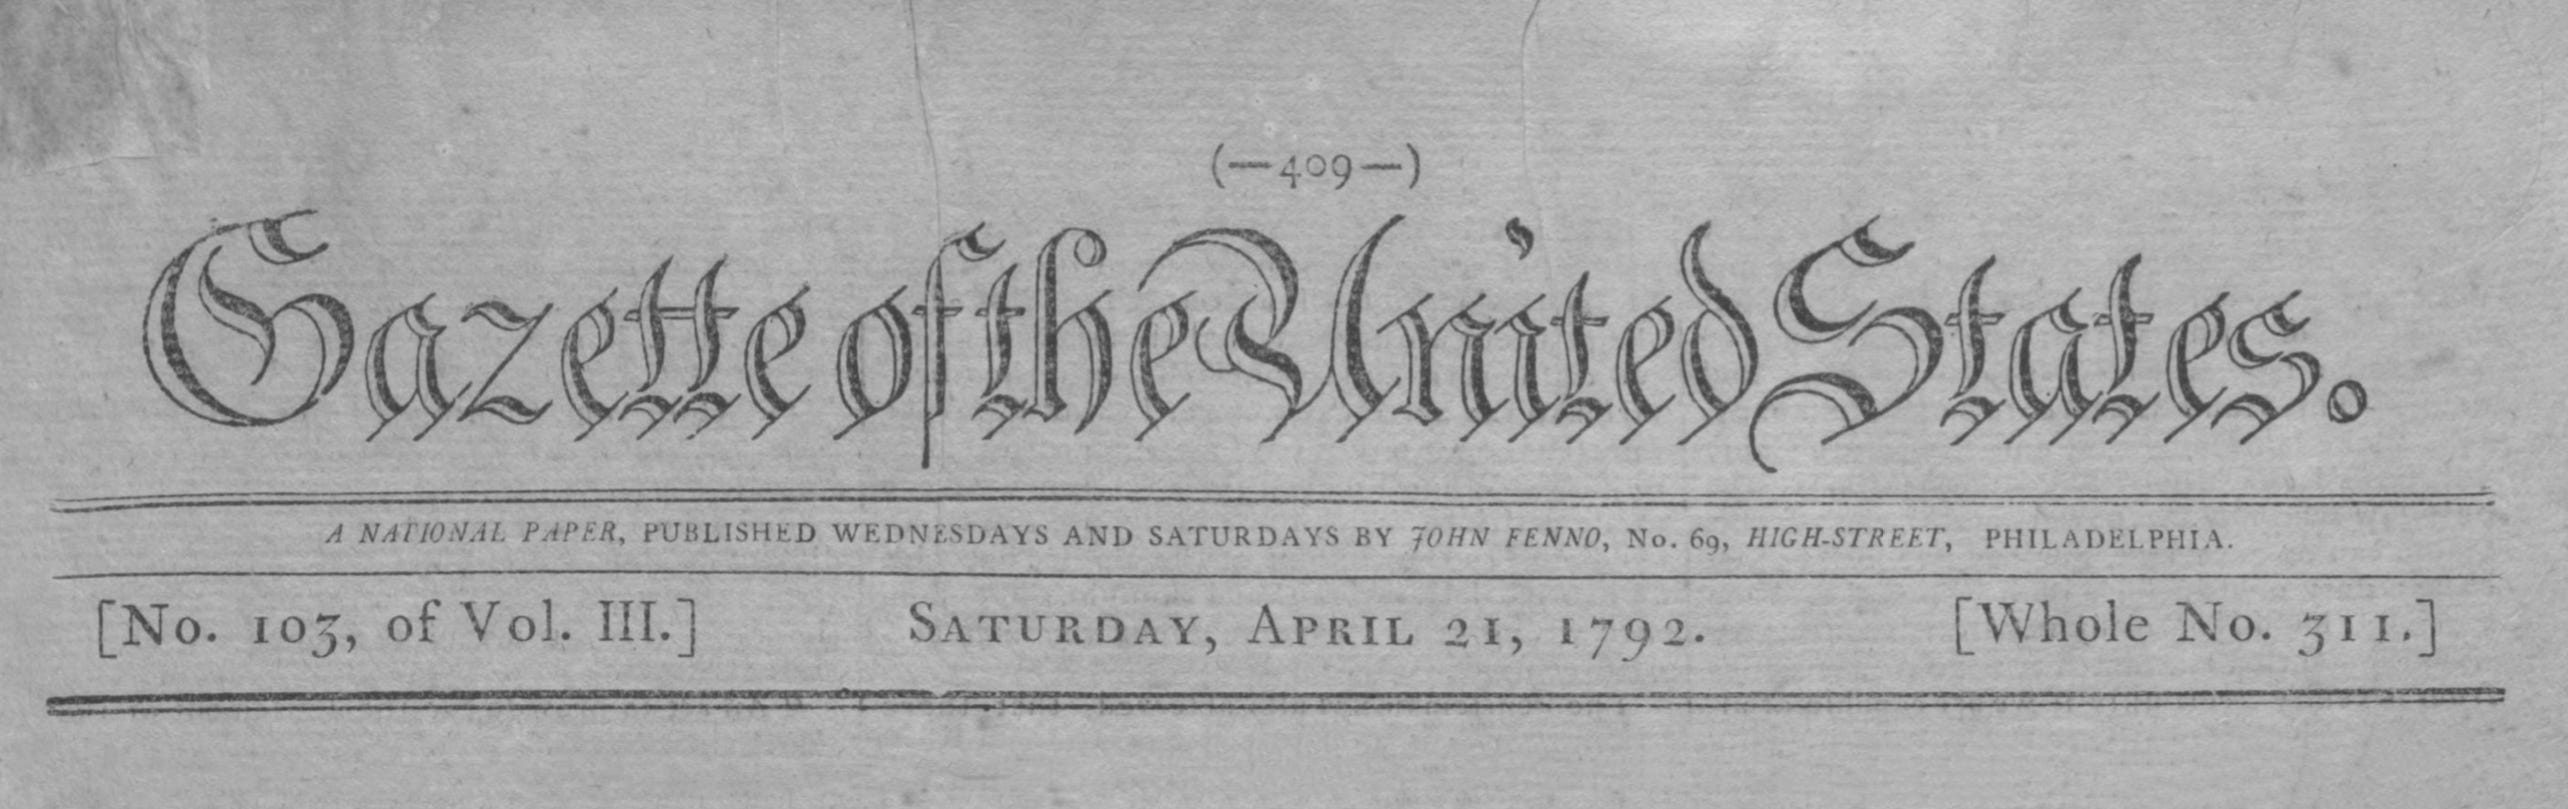 (—409—)
Gazette of the United States.
A NATIONAL PAPER, PUBLISHED WEDNESDAYS AND SATURDAYS BY JOHN FENNO, No. 69, HIGH-STREET, PHILADELPHIA.
[No. 103, of Vol. III.] SATURDAY, APRIL 21, 1792. [Whole No. 311.]